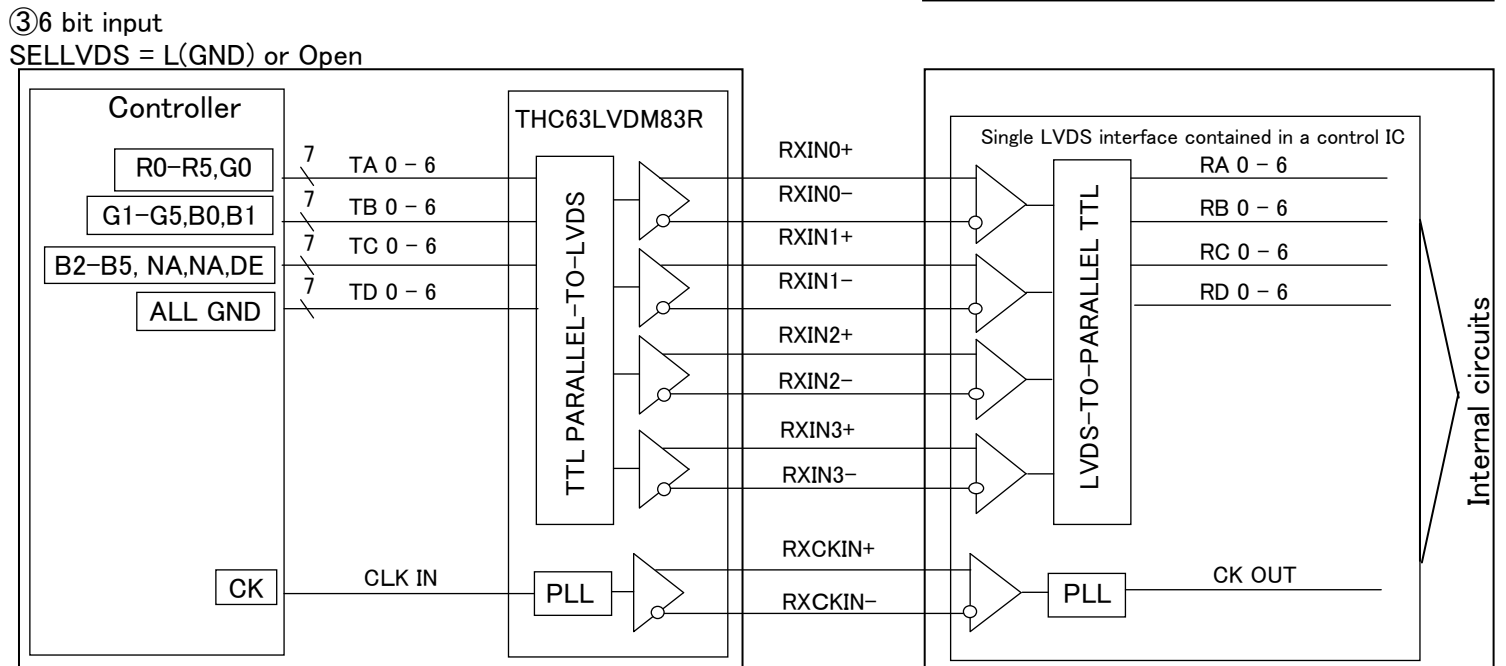 ③6 bit input
SELLVDS = L(GND) or Open
Controller
R0-R5,G0
G1-G5,B0,B1
B2-B5, NA,NA,DE
ALL GND
CK
7
TA 0 - 6
7
TB 0 - 6
7
TC 0 - 6
7
TD 0 - 6
CLK IN
THC63LVDM83R
TTL PARALLEL-TO-LVDS
PLL
RXIN0+
RXIN0-
RXIN1+
RXIN1-
RXIN2+
RXIN2-
RXIN3+
RXIN3-
RXCKIN+
RXCKIN-
Single LVDS interface contained in a control IC
LVDS-TO-PARALLEL TTL
PLL
RA 0 - 6
RB 0 - 6
RC 0 - 6
RD 0 - 6
CK OUT
Internal circuits